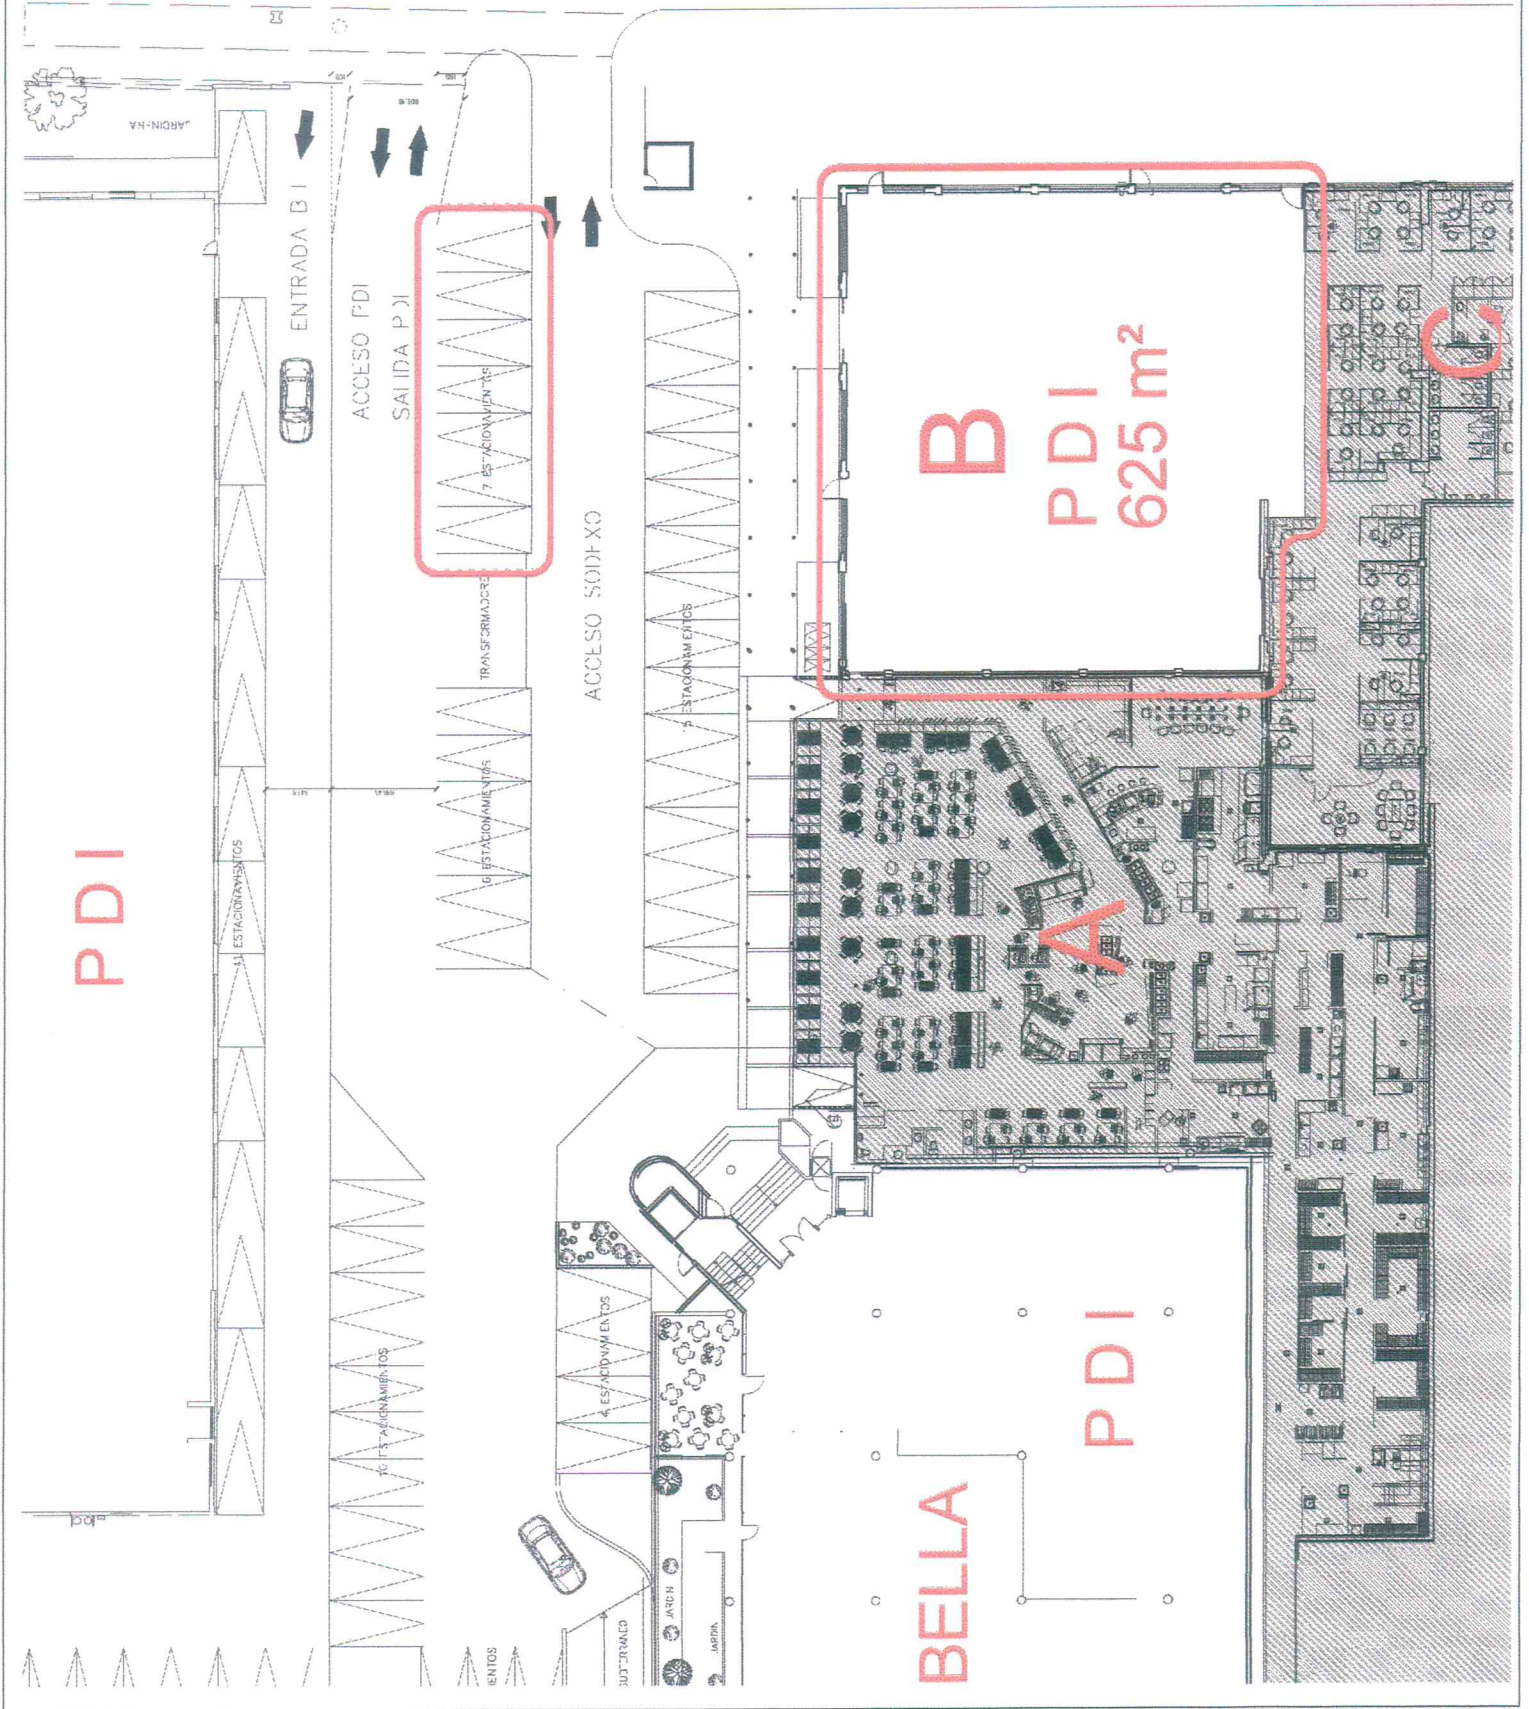 JARDIN-NA
ENTRADA B I
ACCESO PDI
SALIDA PDI
7 ESTACIONAMIENTOS
TRANSFORMADORES
ACCESO SODEXO
15 ESTACIONAMIENTOS
6 ESTACIONAMIENTOS
11 ESTACIONAMIENTOS
PDI
B
PDI
625 m²
C
A
10 ESTACIONAMIENTOS
4 ESTACIONAMIENTOS
JARDIN
JARDIN
BELLA
PDI